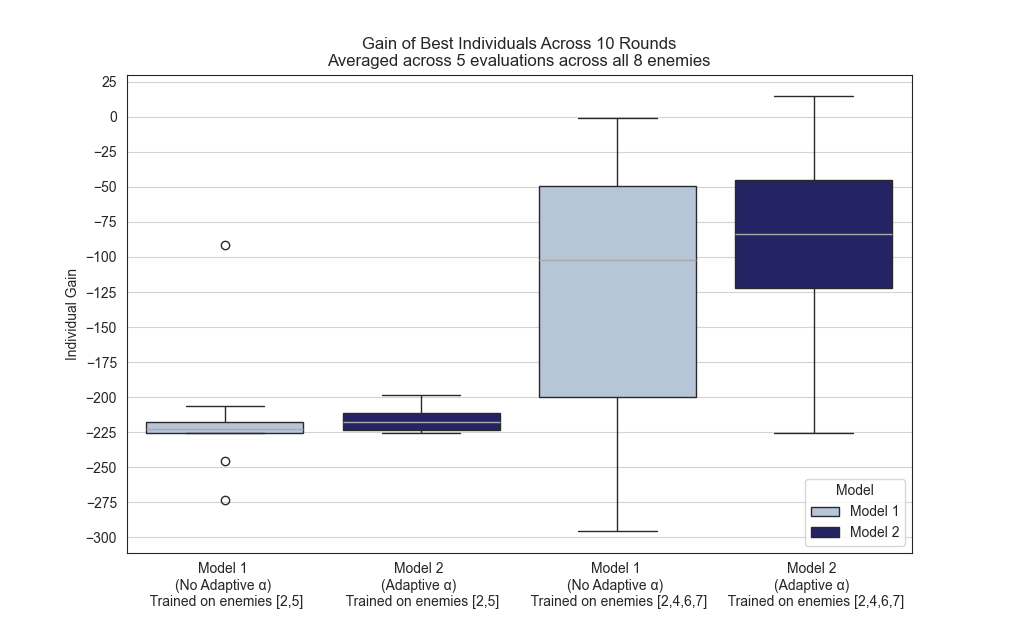 Gain of Best Individuals Across 10 Rounds
Averaged across 5 evaluations across all 8 enemies
Individual Gain
25
0
−25
−50
−75
−100
−125
−150
−175
−200
−225
−250
−275
−300
Model
Model 1
Model 2
Model 1
(No Adaptive α)
Trained on enemies [2,5]
Model 2
(Adaptive α)
Trained on enemies [2,5]
Model 1
(No Adaptive α)
Trained on enemies [2,4,6,7]
Model 2
(Adaptive α)
Trained on enemies [2,4,6,7]